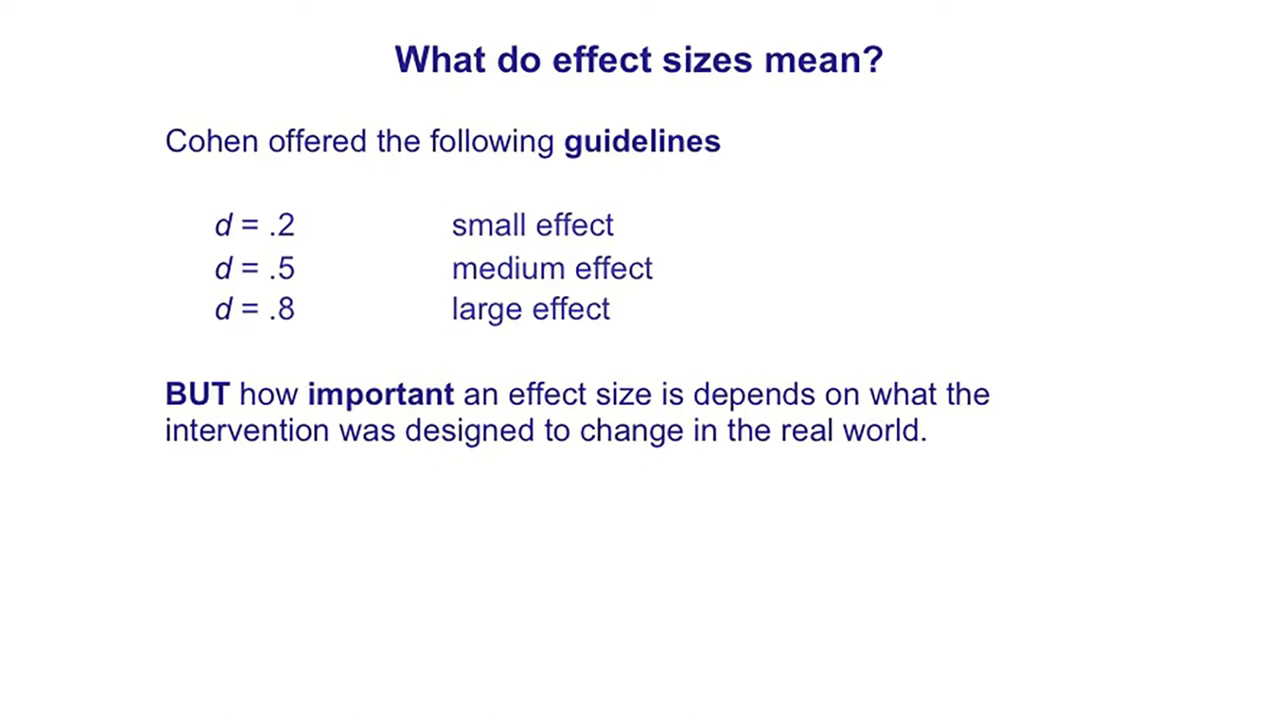 What do effect sizes mean?
Cohen offered the following guidelines
d = .2 small effect
d = .5 medium effect
d = .8 large effect
BUT how important an effect size is depends on what the
intervention was designed to change in the real world.